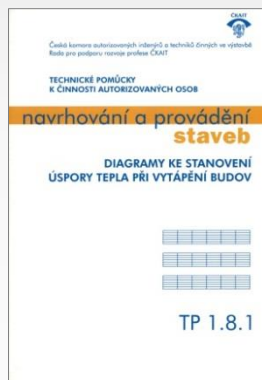 ČKAIT
Česká komora autorizovaných inženýrů a techniků činných ve výstavbě
Rada pro podporu rozvoje profese ČKAIT
TECHNICKÉ POMŮCKY
K ČINNOSTI AUTORIZOVANÝCH OSOB
navrhování a provádění
staveb
DIAGRAMY KE STANOVENÍ
ÚSPORY TEPLA PŘI VYTÁPĚNÍ BUDOV
TP 1.8.1